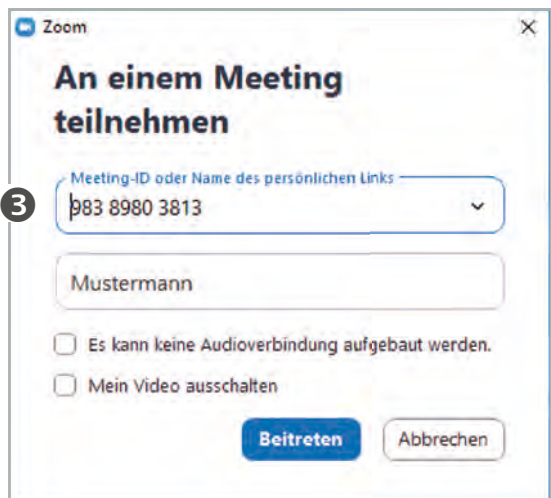 Zoom
An einem Meeting
teilnehmen
Meeting-ID oder Name des persönlichen Links
3
983 8980 3813
Mustermann
Es kann keine Audioverbindung aufgebaut werden.
Mein Video ausschalten
Beitreten Abbrechen